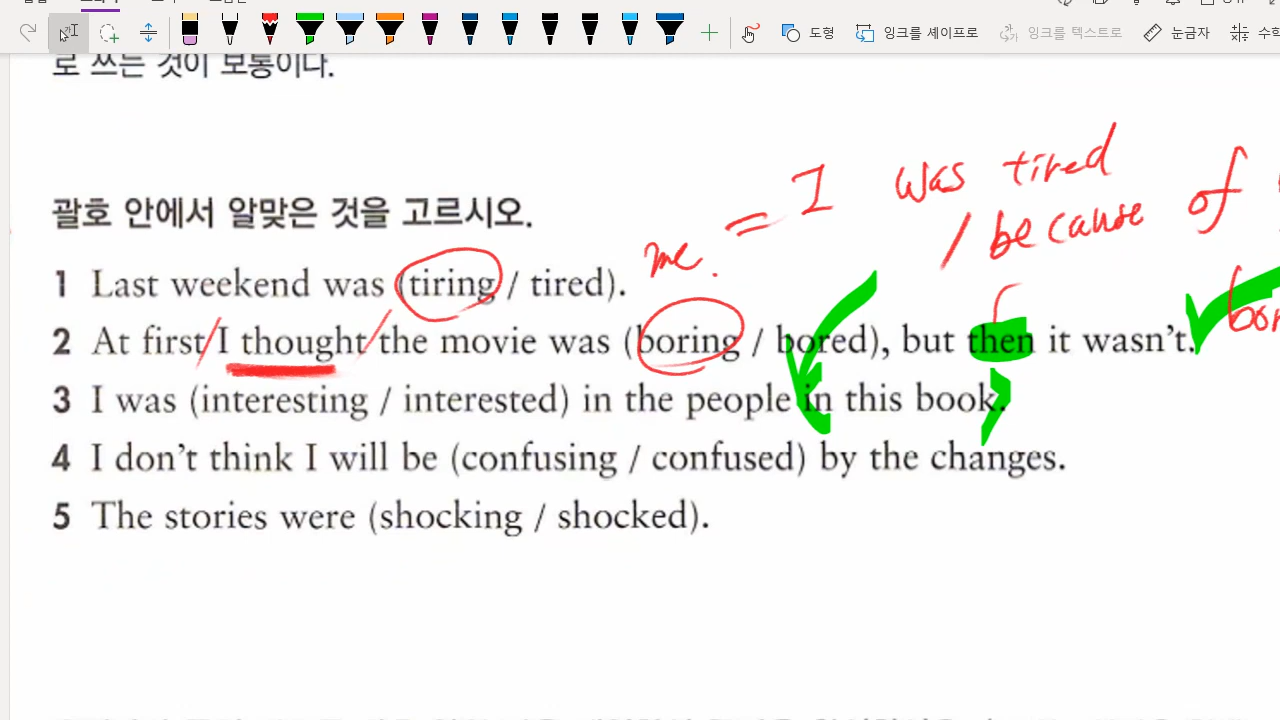 도형
잉크를 셰이프로
잉크를 텍스트로
눈금자
로 쓰는 것이 보통이다.
= I was tired
/ because of
괄호 안에서 알맞은 것을 고르시오.
me.
1 Last weekend was (tiring / tired).
2 At first/I thought/the movie was (boring / bored), but then it wasn't.
3 I was (interesting / interested) in the people in this book.
4 I don't think I will be (confusing / confused) by the changes.
5 The stories were (shocking / shocked).